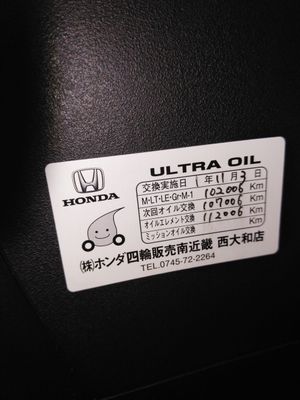 HONDA
ULTRA OIL
交換実施日 1年11月3日
M-LT-LE-Gr-M-1 102006 Km
次回オイル交換 107006 Km
オイルエレメント交換 112006 Km
ミッションオイル交換 Km
(株)ホンダ四輪販売南近畿 西大和店
TEL.0745-72-2264